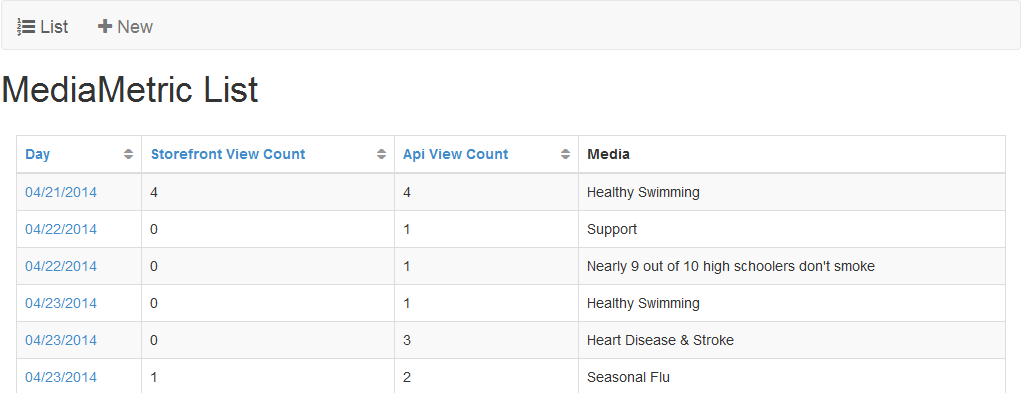 List New
MediaMetric List
Day Storefront View Count Api View Count Media
04/21/2014 4 4 Healthy Swimming
04/22/2014 0 1 Support
04/22/2014 0 1 Nearly 9 out of 10 high schoolers don't smoke
04/23/2014 0 1 Healthy Swimming
04/23/2014 0 3 Heart Disease & Stroke
04/23/2014 1 2 Seasonal Flu